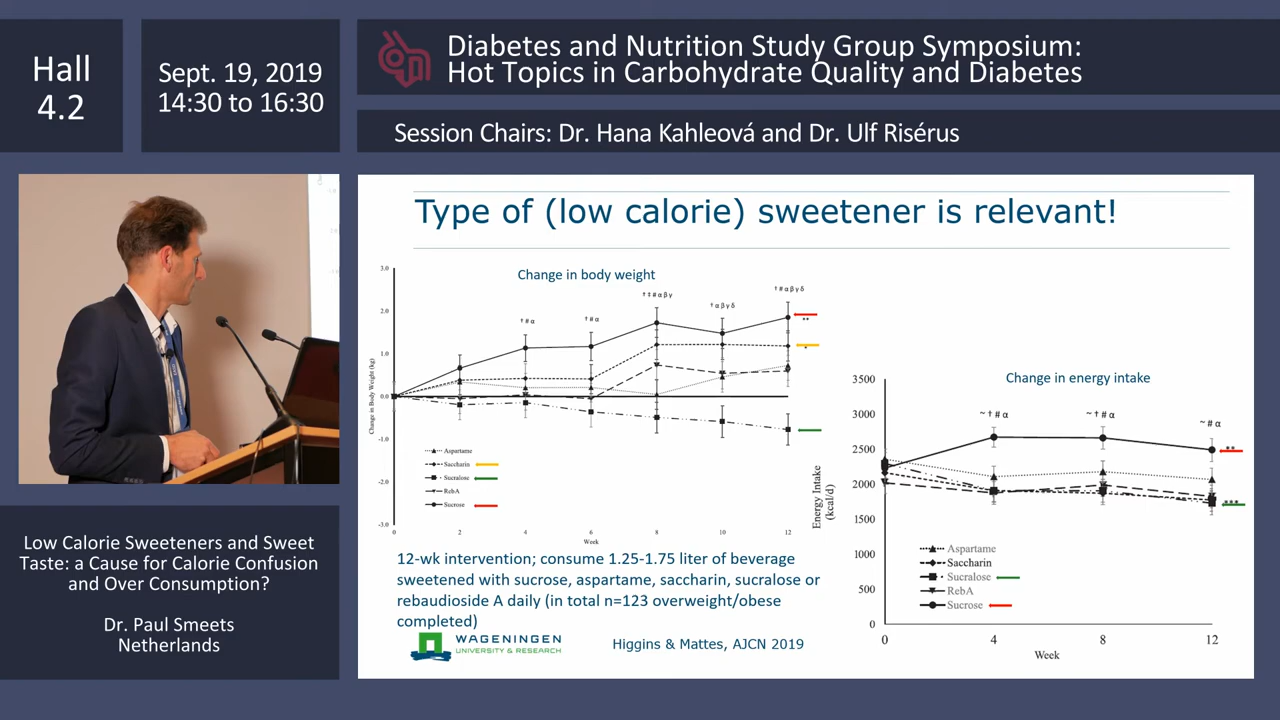 Hall
4.2
Sept. 19, 2019
14:30 to 16:30
Diabetes and Nutrition Study Group Symposium:
Hot Topics in Carbohydrate Quality and Diabetes
Session Chairs: Dr. Hana Kahleová and Dr. Ulf Risérus
Low Calorie Sweeteners and Sweet
Taste: a Cause for Calorie Confusion
and Over Consumption?
Dr. Paul Smeets
Netherlands
Type of (low calorie) sweetener is relevant!
Change in body weight
3.0
2.0
1.0
0.0
-1.0
-2.0
-3.0
Change in Body Weight (kg)
† # α
† # α
† ‡ # α β γ
† α β γ δ
† # α β γ δ
**
*
Aspartame
Saccharin
Sucralose
RebA
Sucrose
0 2 4 6 8 10 12
Week
12-wk intervention; consume 1.25-1.75 liter of beverage
sweetened with sucrose, aspartame, saccharin, sucralose or
rebaudioside A daily (in total n=123 overweight/obese
completed)
WAGENINGEN
UNIVERSITY & RESEARCH
Higgins & Mattes, AJCN 2019
Change in energy intake
3500
3000
2500
2000
1500
1000
500
0
Energy Intake
(kcal/d)
~ † # α
~ † # α
~ # α
**
***
Aspartame
Saccharin
Sucralose
RebA
Sucrose
0 4 8 12
Week